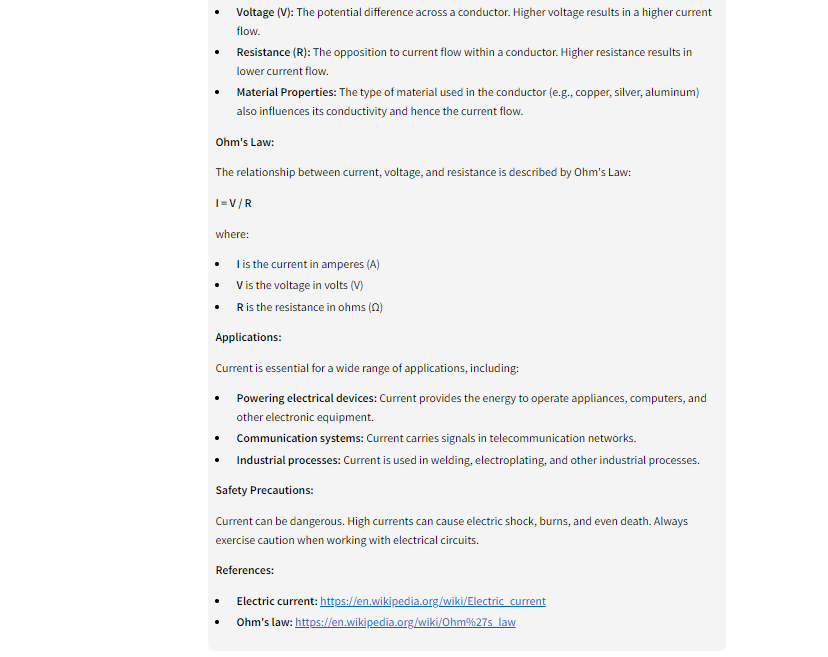 • Voltage (V): The potential difference across a conductor. Higher voltage results in a higher current
flow.
• Resistance (R): The opposition to current flow within a conductor. Higher resistance results in
lower current flow.
• Material Properties: The type of material used in the conductor (e.g., copper, silver, aluminum)
also influences its conductivity and hence the current flow.
Ohm's Law:
The relationship between current, voltage, and resistance is described by Ohm's Law:
I = V / R
where:
• I is the current in amperes (A)
• V is the voltage in volts (V)
• R is the resistance in ohms (Ω)
Applications:
Current is essential for a wide range of applications, including:
• Powering electrical devices: Current provides the energy to operate appliances, computers, and
other electronic equipment.
• Communication systems: Current carries signals in telecommunication networks.
• Industrial processes: Current is used in welding, electroplating, and other industrial processes.
Safety Precautions:
Current can be dangerous. High currents can cause electric shock, burns, and even death. Always
exercise caution when working with electrical circuits.
References:
• Electric current: https://en.wikipedia.org/wiki/Electric_current
• Ohm's law: https://en.wikipedia.org/wiki/Ohm%27s_law